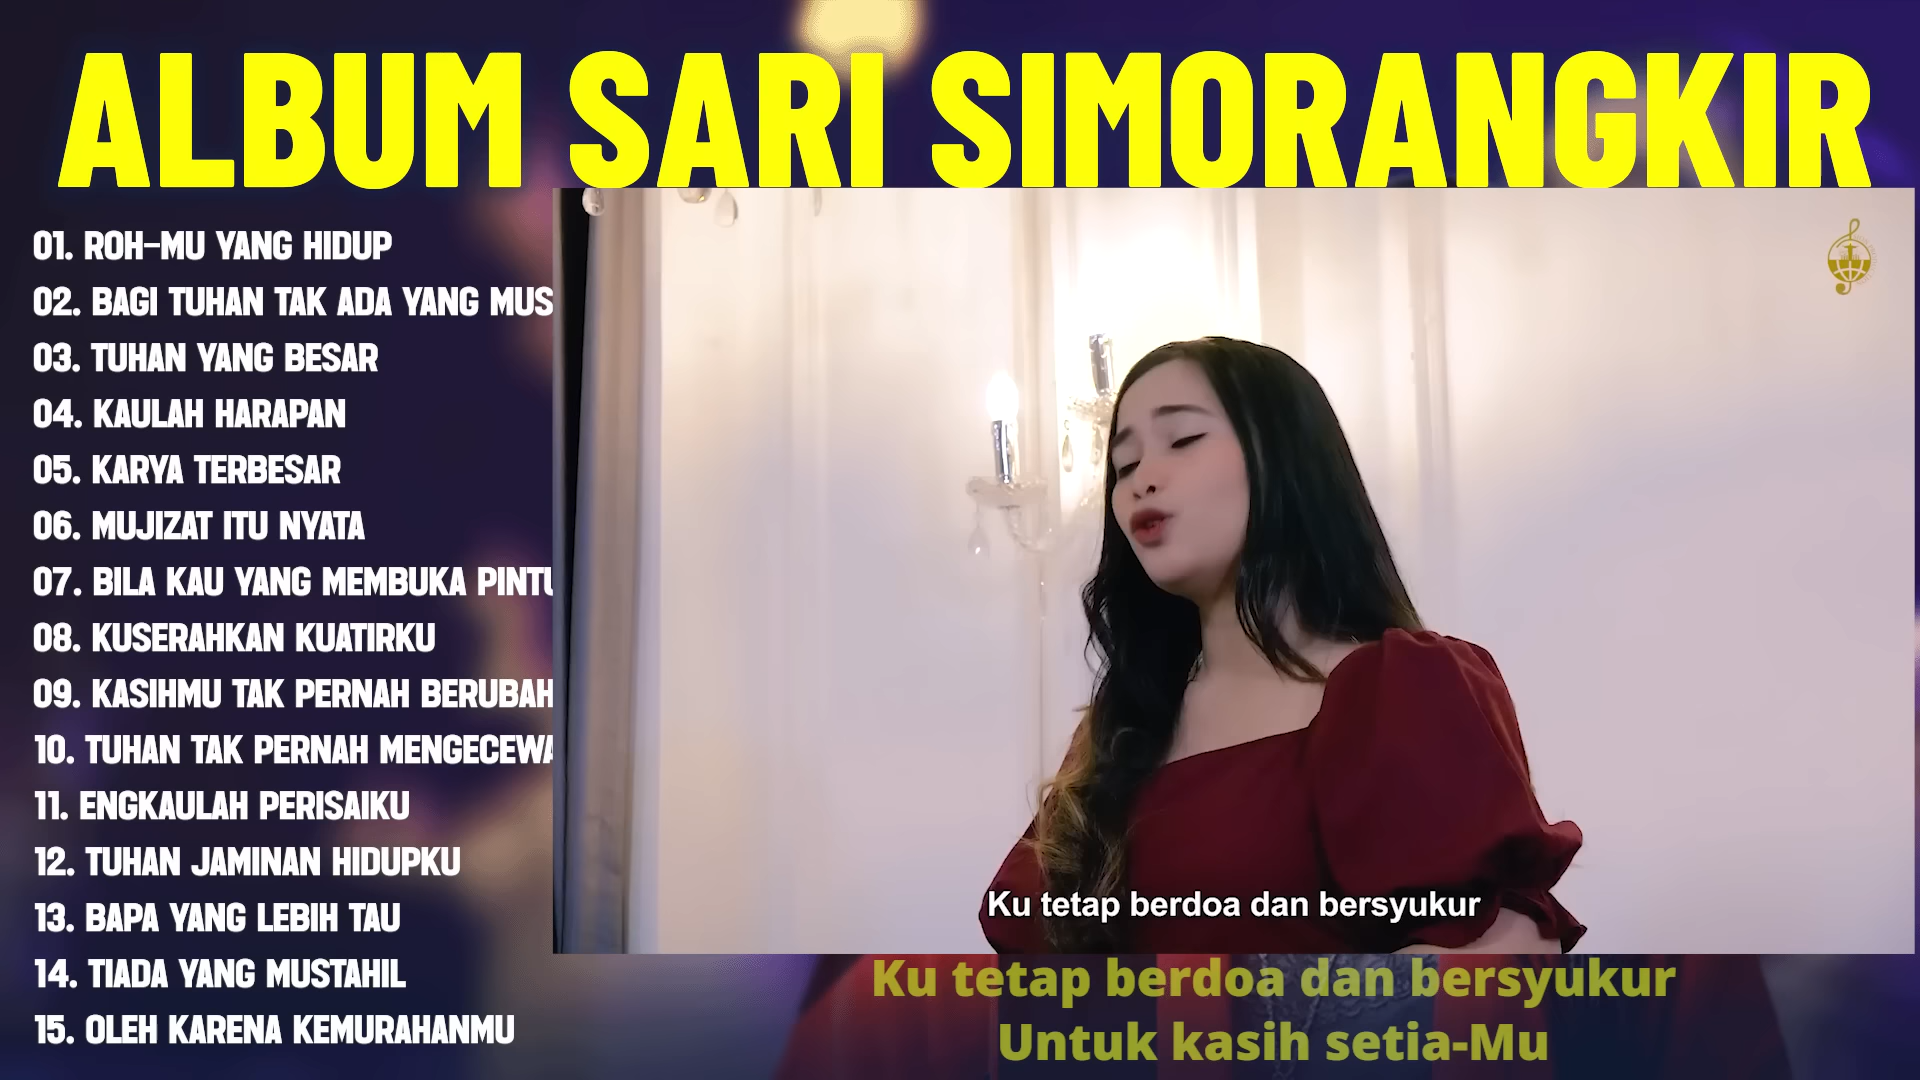 ALBUM SARI SIMORANGKIR
01. ROH-MU YANG HIDUP
02. BAGI TUHAN TAK ADA YANG MUS
03. TUHAN YANG BESAR
04. KAULAH HARAPAN
05. KARYA TERBESAR
06. MUJIZAT ITU NYATA
07. BILA KAU YANG MEMBUKA PINTU
08. KUSERAHKAN KUATIRKU
09. KASIHMU TAK PERNAH BERUBAH
10. TUHAN TAK PERNAH MENGECEWA
11. ENGKAULAH PERISAIKU
12. TUHAN JAMINAN HIDUPKU
13. BAPA YANG LEBIH TAU
14. TIADA YANG MUSTAHIL
15. OLEH KARENA KEMURAHANMU
Ku tetap berdoa dan bersyukur
Ku tetap berdoa dan bersyukur
Untuk kasih setia-Mu